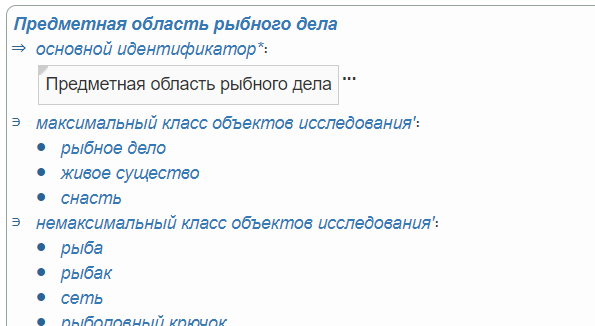 Предметная область рыбного дела
⇒ основной идентификатор*:
Предметная область рыбного дела ...
∍ максимальный класс объектов исследования':
● рыбное дело
● живое существо
● снасть
∍ немаксимальный класс объектов исследования':
● рыба
● рыбак
● сеть
● рыболовный крючок